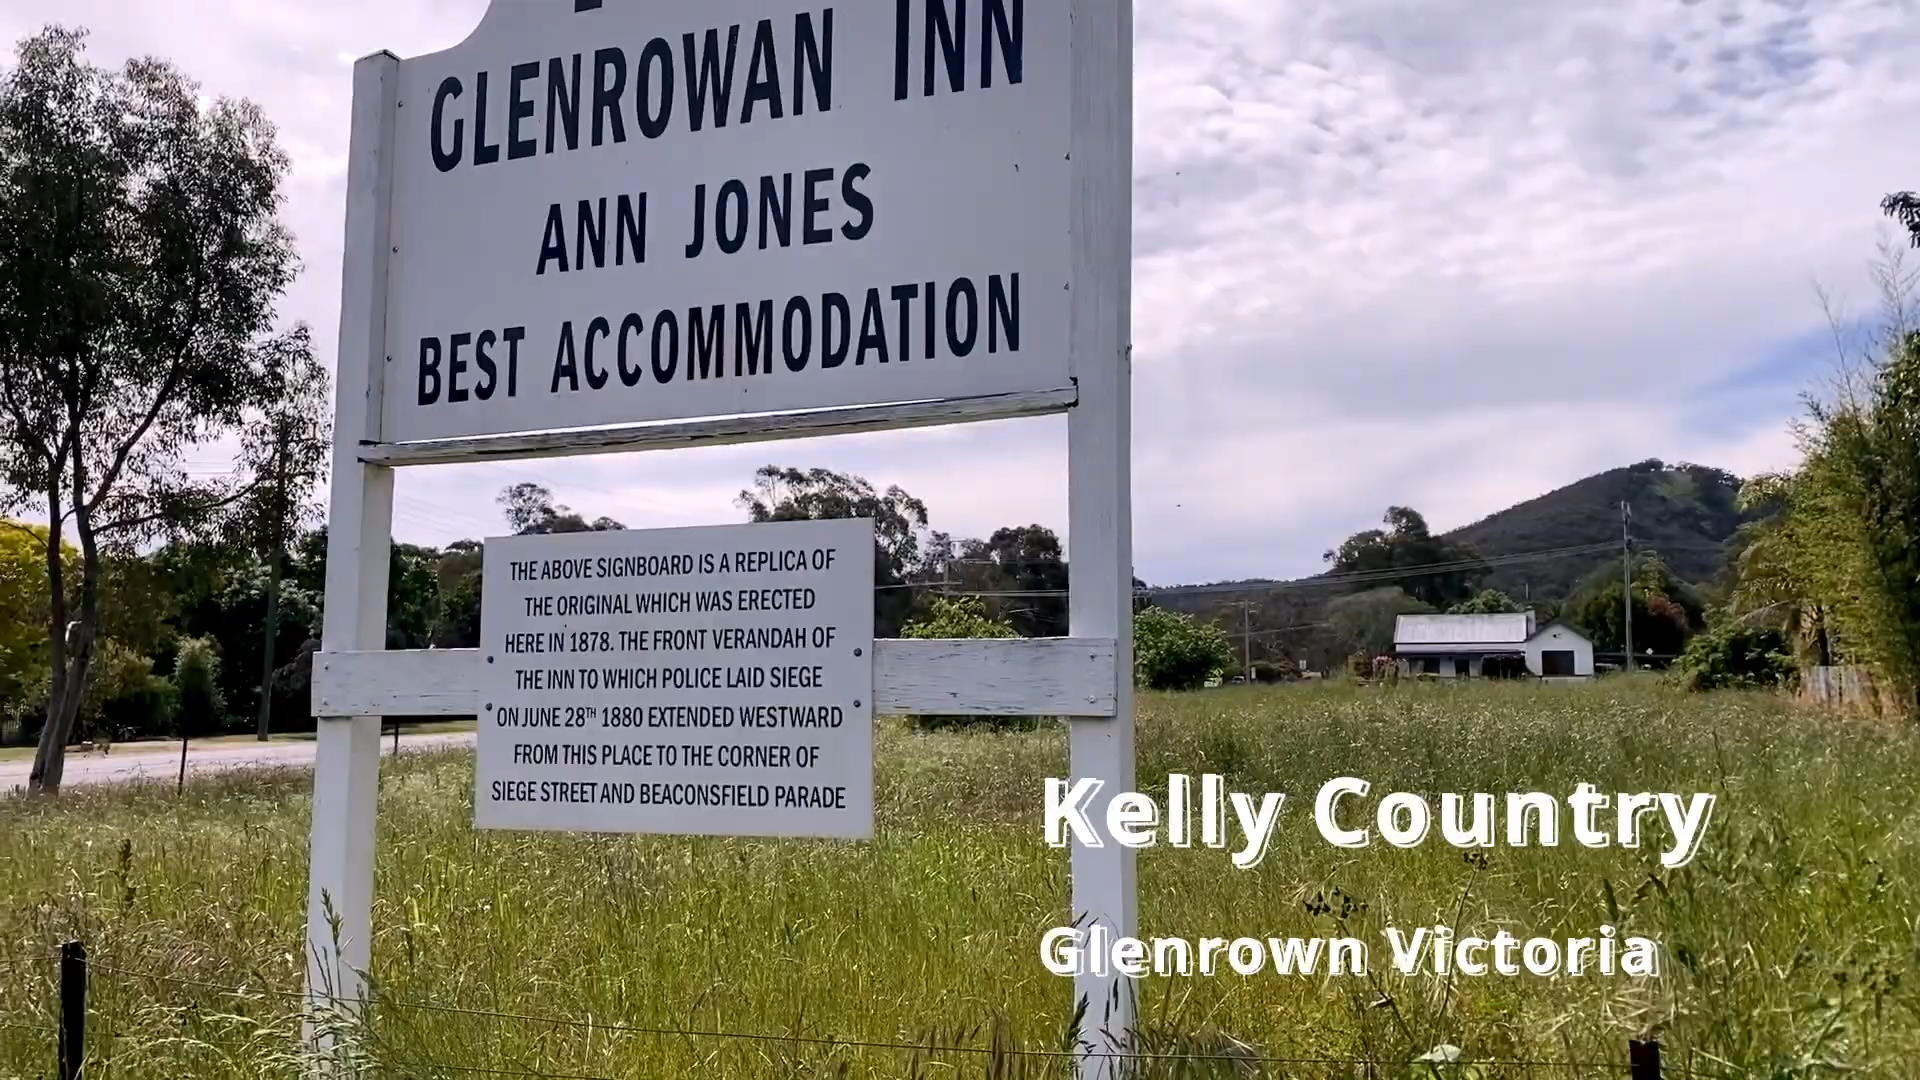 GLENROWAN INN
ANN JONES
BEST ACCOMMODATION
THE ABOVE SIGNBOARD IS A REPLICA OF
THE ORIGINAL WHICH WAS ERECTED
HERE IN 1878. THE FRONT VERANDAH OF
THE INN TO WHICH POLICE LAID SIEGE
ON JUNE 28TH 1880 EXTENDED WESTWARD
FROM THIS PLACE TO THE CORNER OF
SIEGE STREET AND BEACONSFIELD PARADE
Kelly Country
Glenrown Victoria